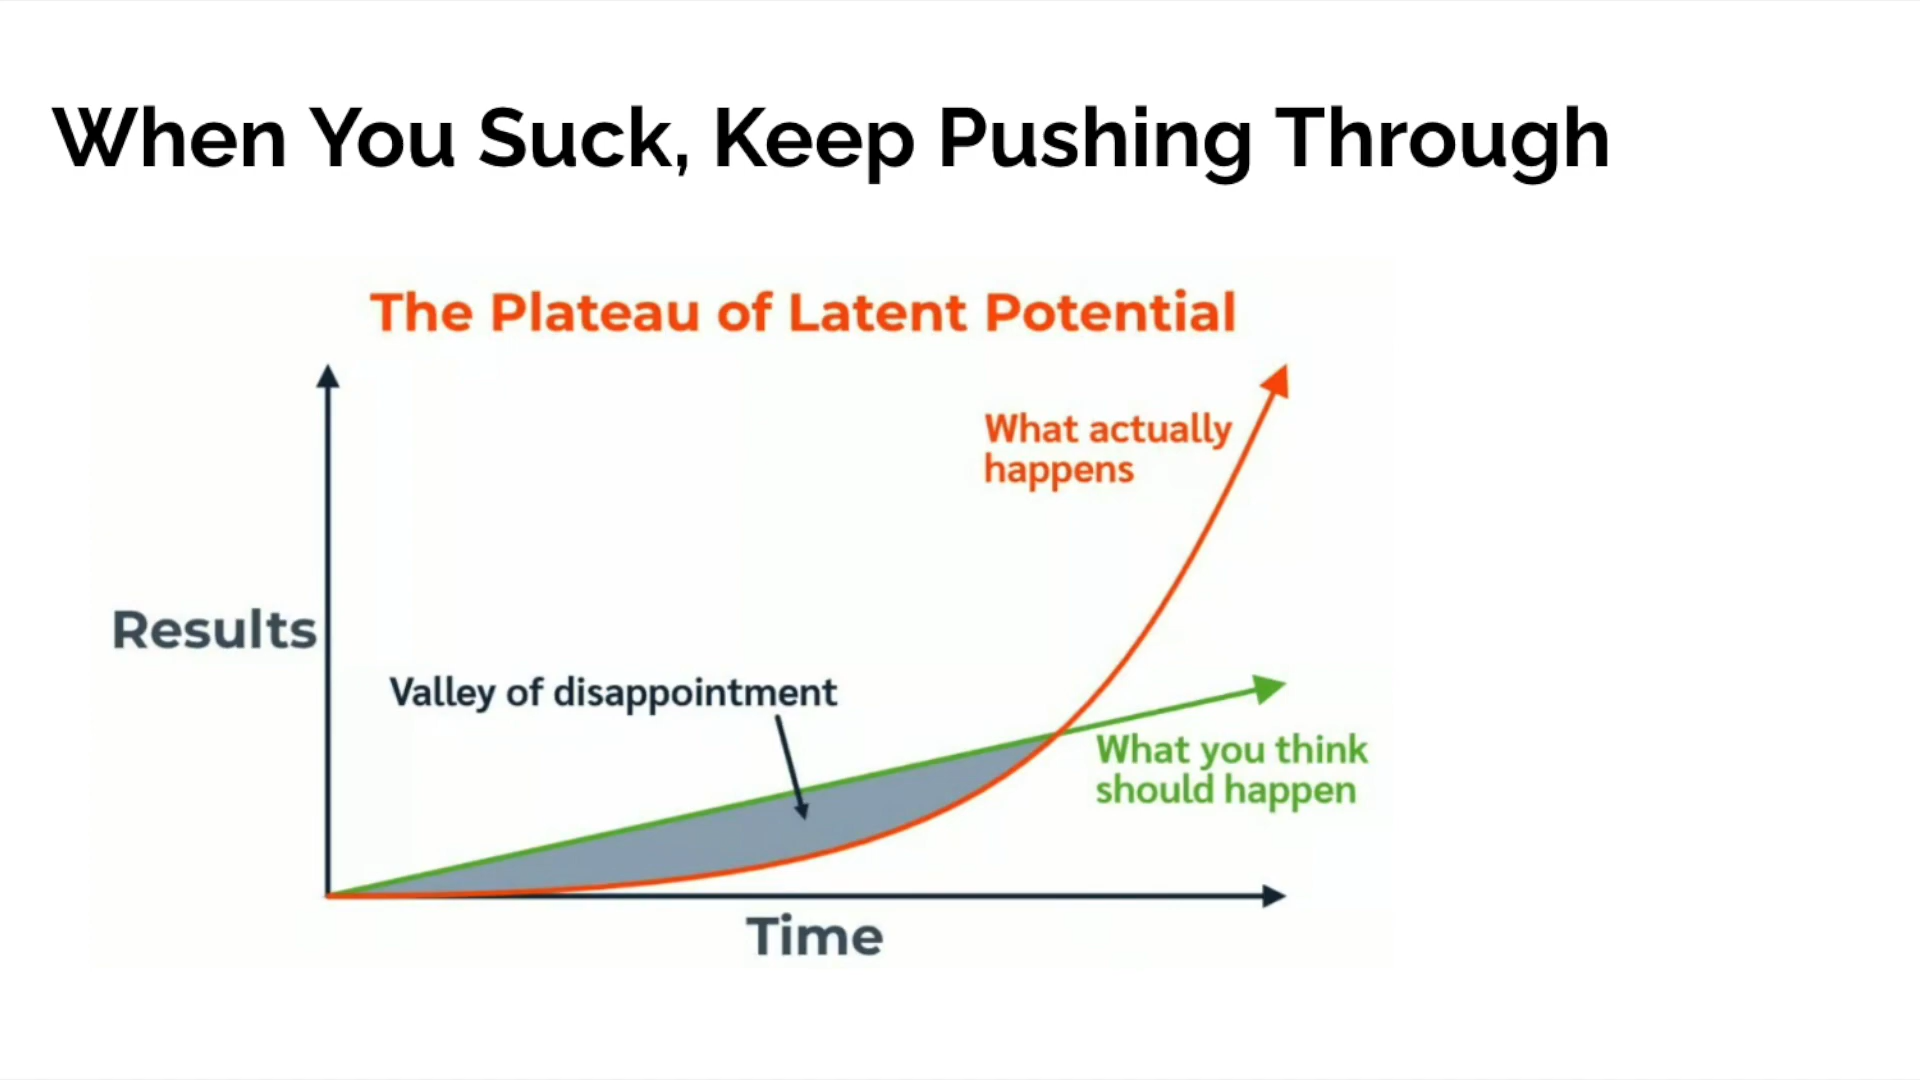 When You Suck, Keep Pushing Through
The Plateau of Latent Potential
What actually
happens
Results
Valley of disappointment
What you think
should happen
Time